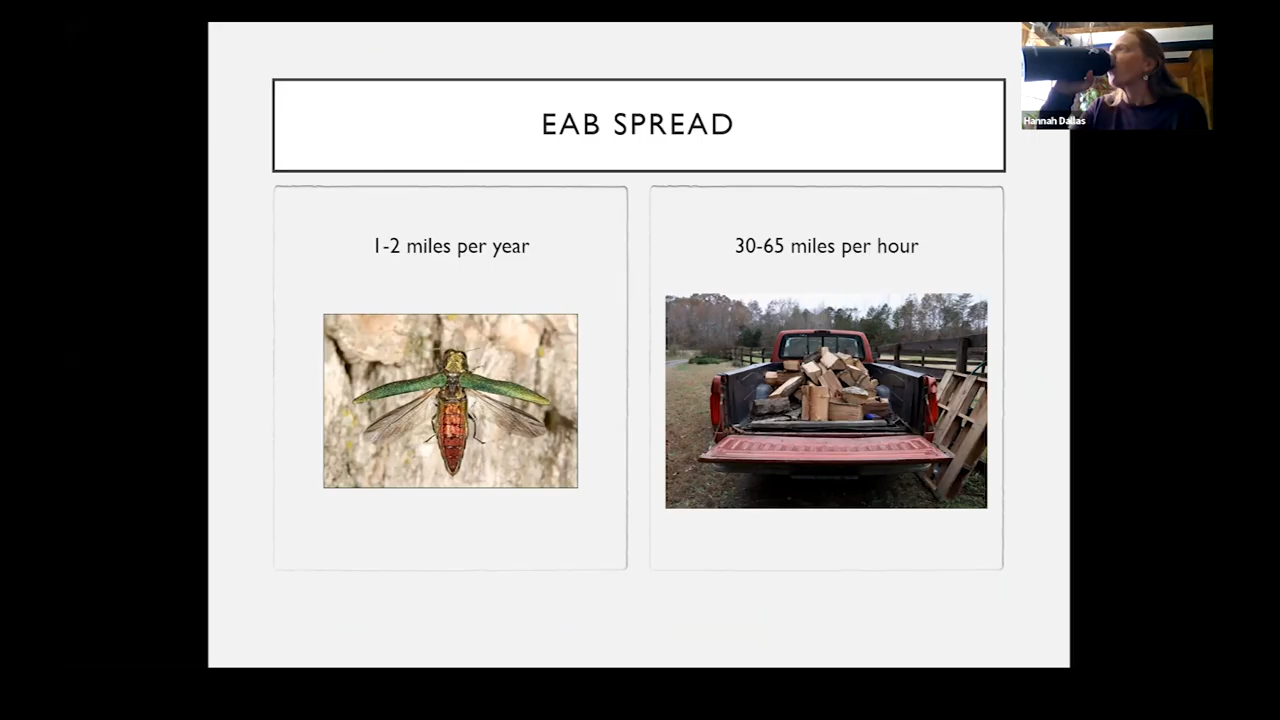 EAB SPREAD
1-2 miles per year
30-65 miles per hour
Hannah Dallas